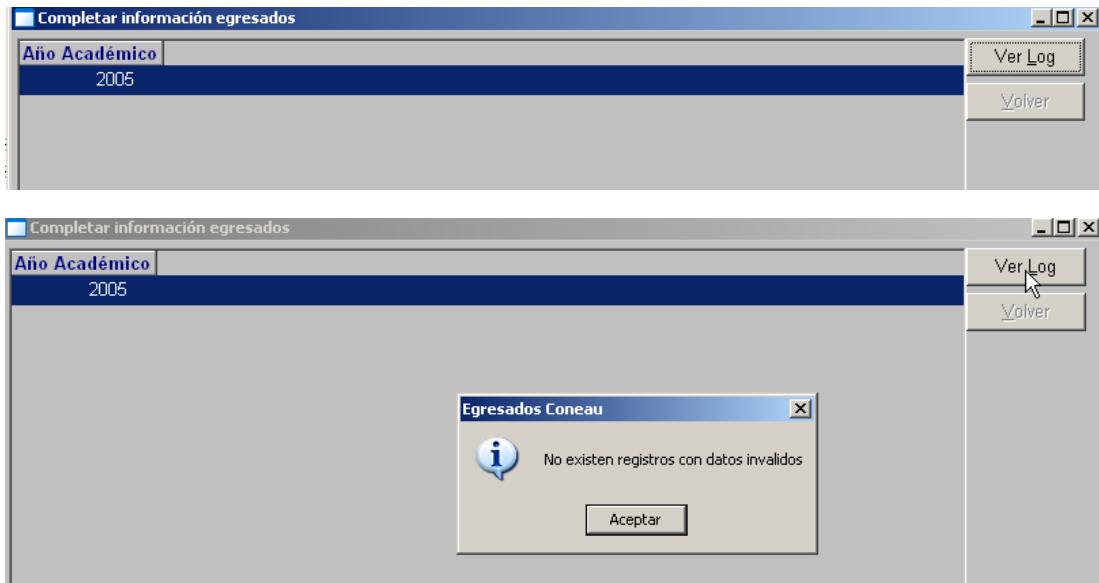 Completar información egresados
Año Académico
Ver Log
2005
Volver
Completar información egresados
Año Académico
Ver Log
2005
Volver
Egresados Coneau
No existen registros con datos invalidos
Aceptar